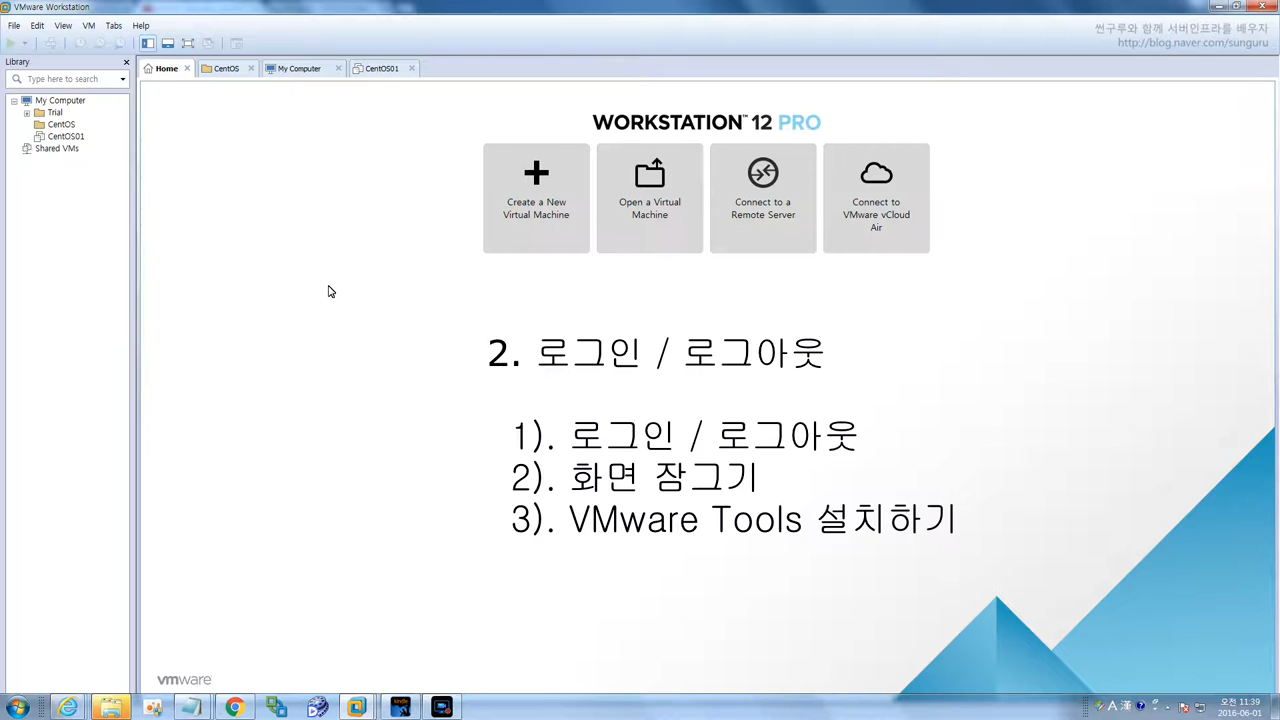 VMware Workstation
File Edit View VM Tabs Help
썬구루와 함께 서버인프라를 배우자
http://blog.naver.com/sunguru
Library
Type here to search
My Computer
Trial
CentOS
CentOS01
Shared VMs
Home CentOS My Computer CentOS01
WORKSTATION™ 12 PRO
Create a New
Virtual Machine
Open a Virtual
Machine
Connect to a
Remote Server
Connect to
VMware vCloud
Air
2. 로그인 / 로그아웃
1). 로그인 / 로그아웃
2). 화면 잠그기
3). VMware Tools 설치하기
vmware
kindle
A 漢
오전 11:39
2016-06-01